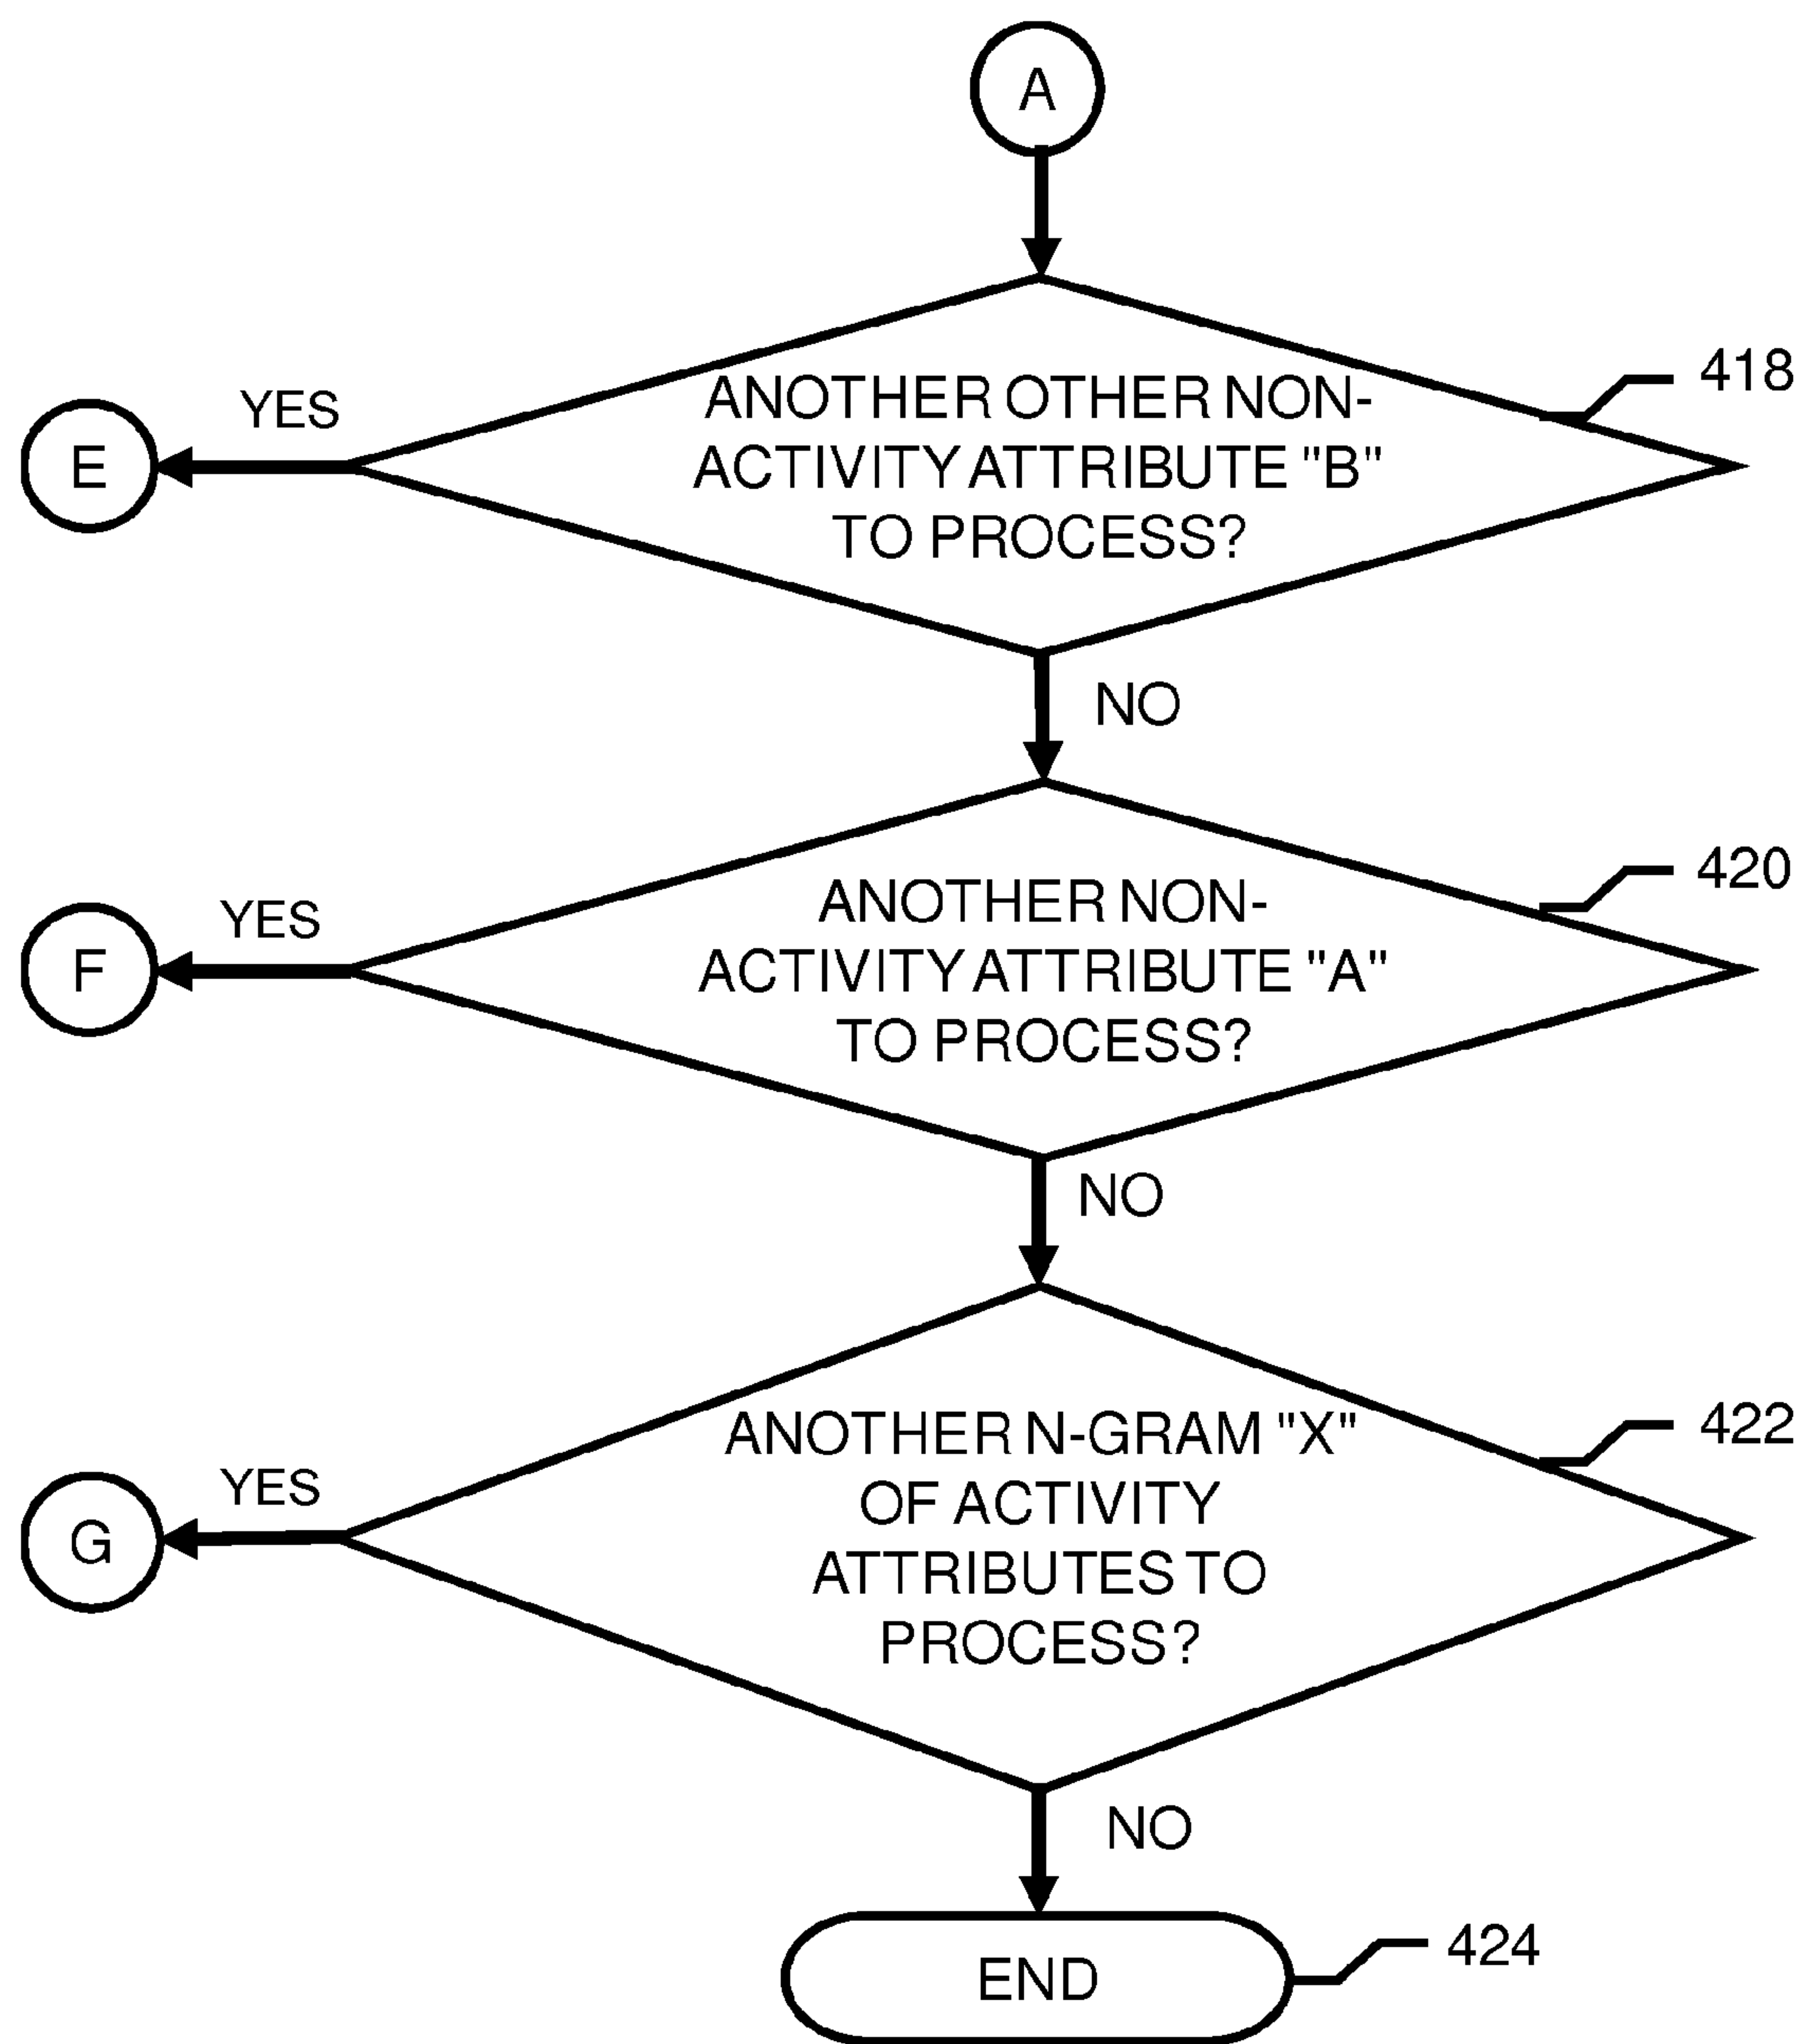 A
ANOTHER OTHER NON-
ACTIVITY ATTRIBUTE "B"
TO PROCESS?
418
YES
E
NO
ANOTHER NON-
ACTIVITY ATTRIBUTE "A"
TO PROCESS?
420
YES
F
NO
ANOTHER N-GRAM "X"
OF ACTIVITY
ATTRIBUTES TO
PROCESS?
422
YES
G
NO
END
424